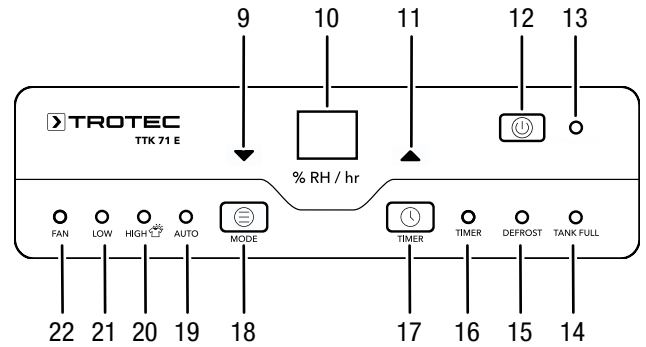 9 10 11 12 13
TROTEC
TTK 71 E
% RH / hr
FAN LOW HIGH AUTO MODE TIMER TIMER DEFROST TANK FULL
22 21 20 19 18 17 16 15 14